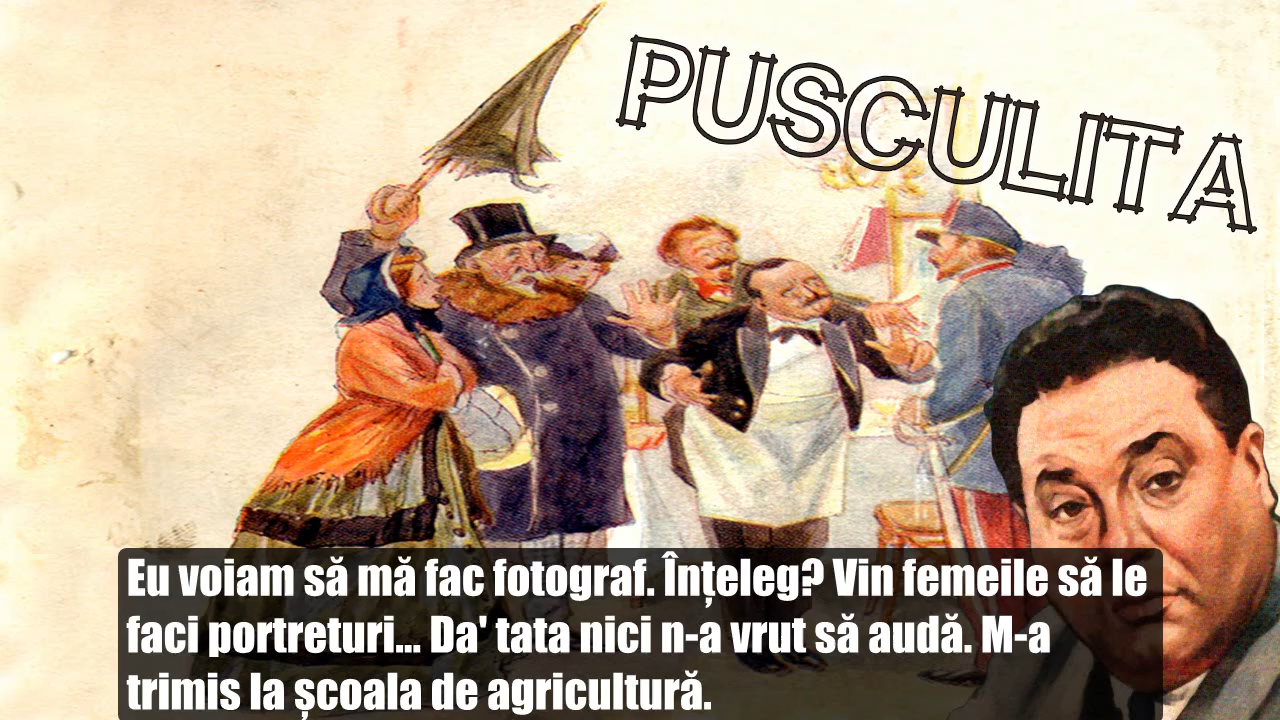 PUSCULITA
Eu voiam să mă fac fotograf. Înțeleg? Vin femeile să le
faci portreturi... Da' tata nici n-a vrut să audă. M-a
trimis la școala de agricultură.